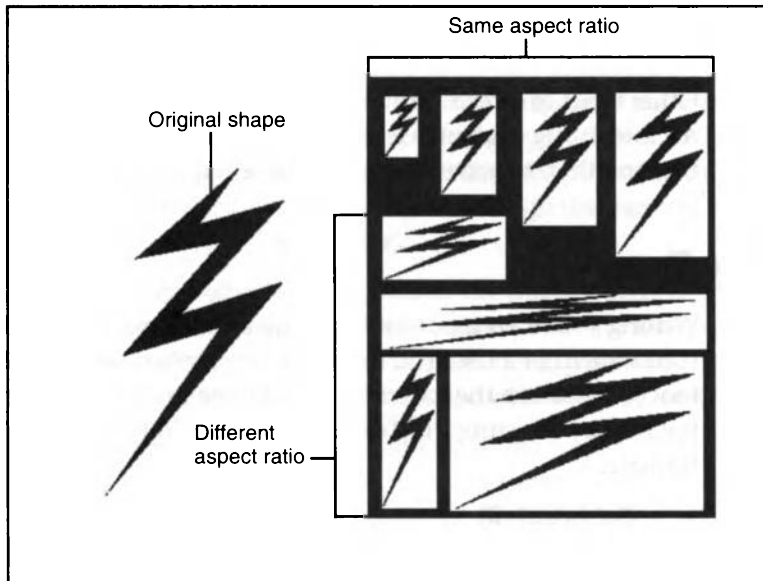 Same aspect ratio
Original shape
Different
aspect ratio